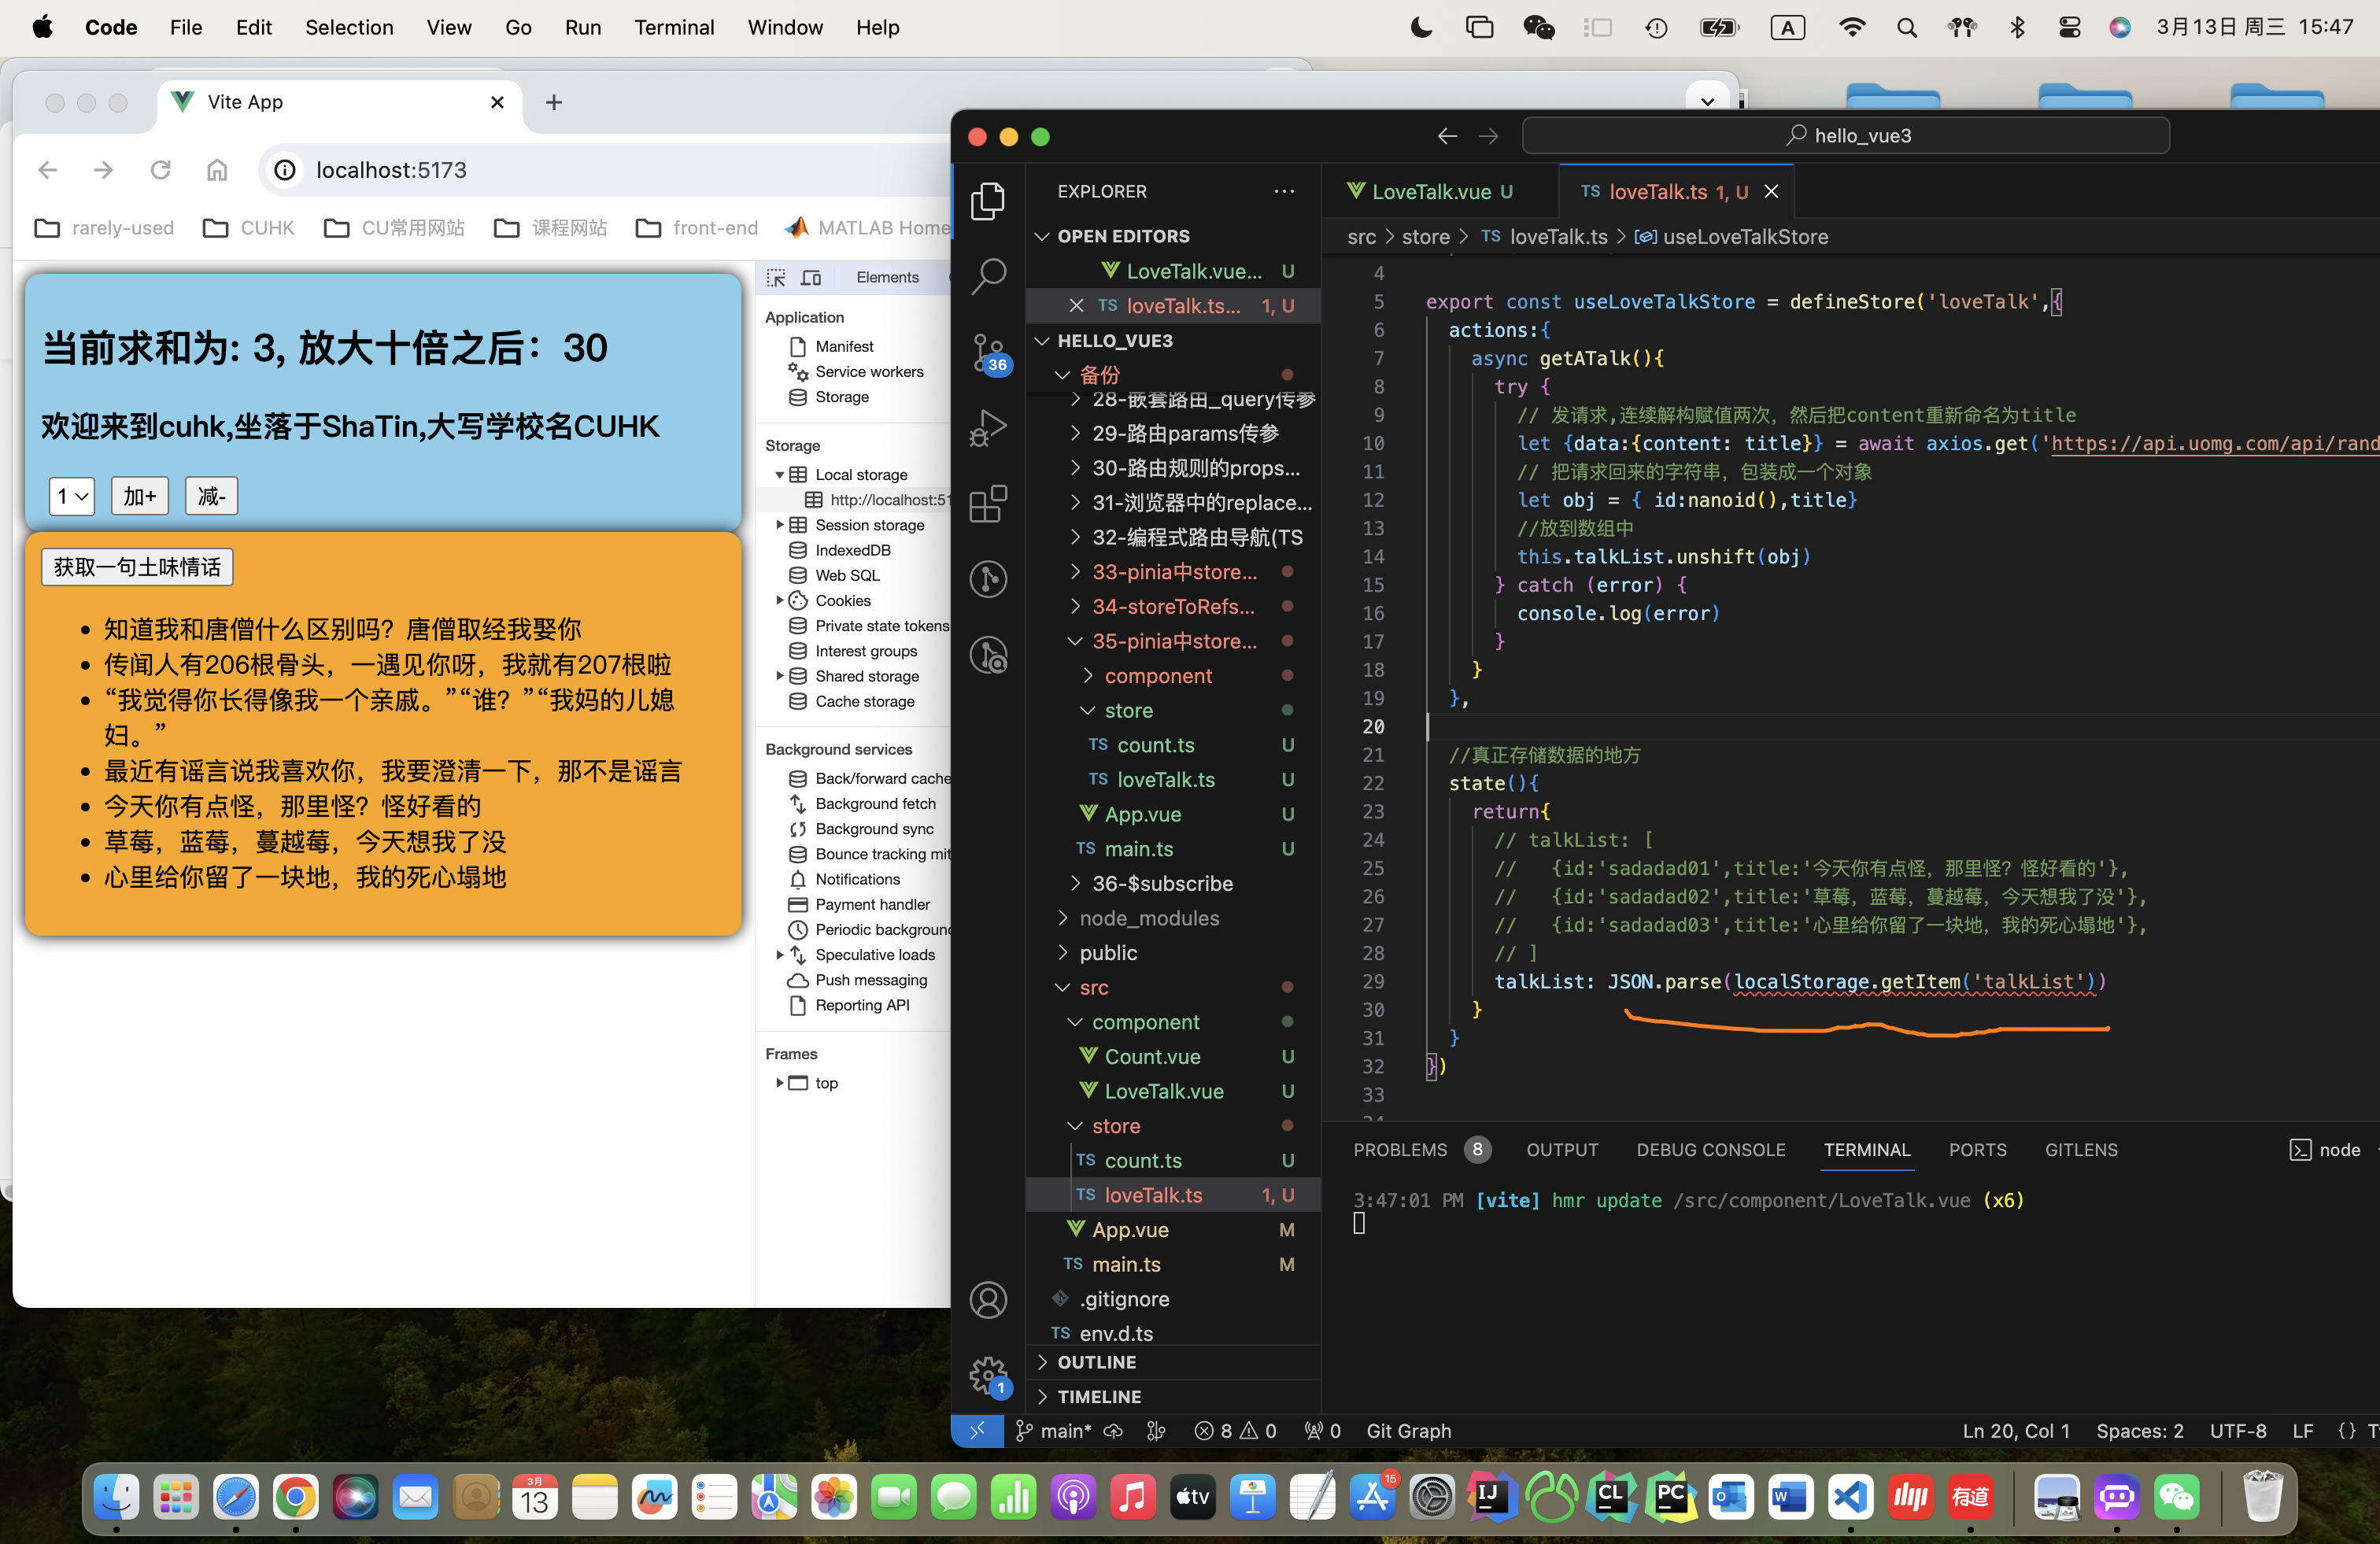 Code File Edit Selection View Go Run Terminal Window Help
A
3月13日 周三 15:47
Vite App
localhost:5173
rarely-used CUHK CU常用网站 课程网站 front-end MATLAB Home
当前求和为: 3, 放大十倍之后：30
欢迎来到cuhk,坐落于ShaTin,大写学校名CUHK
1 加+ 减-
获取一句土味情话
知道我和唐僧什么区别吗？唐僧取经我娶你
传闻人有206根骨头，一遇见你呀，我就有207根啦
“我觉得你长得像我一个亲戚。”“谁？”“我妈的儿媳
妇。”
最近有谣言说我喜欢你，我要澄清一下，那不是谣言
今天你有点怪，那里怪？怪好看的
草莓，蓝莓，蔓越莓，今天想我了没
心里给你留了一块地，我的死心塌地
Elements
Application
Manifest
Service workers
Storage
Storage
Local storage
http://localhost:51
Session storage
IndexedDB
Web SQL
Cookies
Private state tokens
Interest groups
Shared storage
Cache storage
Background services
Back/forward cache
Background fetch
Background sync
Bounce tracking mit
Notifications
Payment handler
Periodic background
Speculative loads
Push messaging
Reporting API
Frames
top
hello_vue3
EXPLORER ···
OPEN EDITORS
LoveTalk.vue... U
TS loveTalk.ts... 1, U
HELLO_VUE3
36
备份
28-嵌套路由_query传参
29-路由params传参
30-路由规则的props...
31-浏览器中的replace...
32-编程式路由导航(TS
33-pinia中store...
34-storeToRefs...
35-pinia中store...
component
store
TS count.ts U
TS loveTalk.ts U
App.vue U
TS main.ts U
36-$subscribe
node_modules
public
src
component
Count.vue U
LoveTalk.vue U
store
TS count.ts U
TS loveTalk.ts 1, U
App.vue M
TS main.ts M
.gitignore
TS env.d.ts
OUTLINE
TIMELINE
1
LoveTalk.vue U TS loveTalk.ts 1, U
src > store > TS loveTalk.ts > useLoveTalkStore
4
5 export const useLoveTalkStore = defineStore('loveTalk',{
6 actions:{
7 async getATalk(){
8 try {
9 // 发请求,连续解构赋值两次，然后把content重新命名为title
10 let {data:{content: title}} = await axios.get('https://api.uomg.com/api/rand
11 // 把请求回来的字符串，包装成一个对象
12 let obj = { id:nanoid(),title}
13 //放到数组中
14 this.talkList.unshift(obj)
15 } catch (error) {
16 console.log(error)
17 }
18 }
19 },
20
21 //真正存储数据的地方
22 state(){
23 return{
24 // talkList: [
25 // {id:'sadadad01',title:'今天你有点怪，那里怪？怪好看的'},
26 // {id:'sadadad02',title:'草莓，蓝莓，蔓越莓，今天想我了没'},
27 // {id:'sadadad03',title:'心里给你留了一块地，我的死心塌地'},
28 // ]
29 talkList: JSON.parse(localStorage.getItem('talkList'))
30 }
31 }
32 })
33
PROBLEMS 8 OUTPUT DEBUG CONSOLE TERMINAL PORTS GITLENS node
3:47:01 PM [vite] hmr update /src/component/LoveTalk.vue (x6)
main* 8 0 0 Git Graph Ln 20, Col 1 Spaces: 2 UTF-8 LF {} T
3月 13 tv 15 IJ CL PC O W 有道